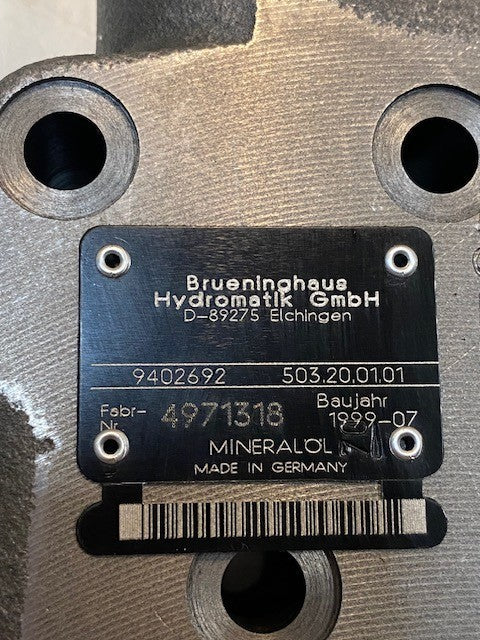 Brueninghaus
Hydromatik GmbH
D-89275 Elchingen
9402692 503.20.01.01
Fabr-Nr. 4971318 Baujahr 1999-07
MINERALÖL
MADE IN GERMANY